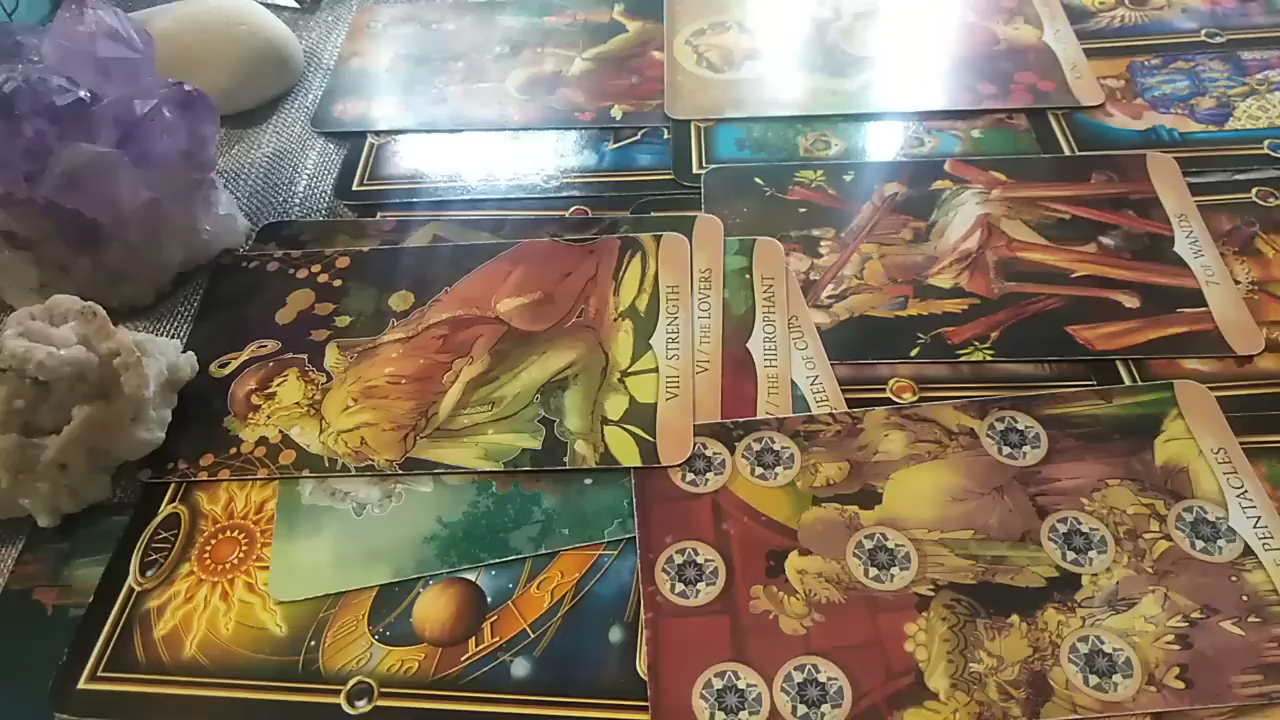 7 OF WANDS
VIII / STRENGTH
VI / THE LOVERS
/ THE HIEROPHANT
EEN OF CUPS
PENTACLES
XIX